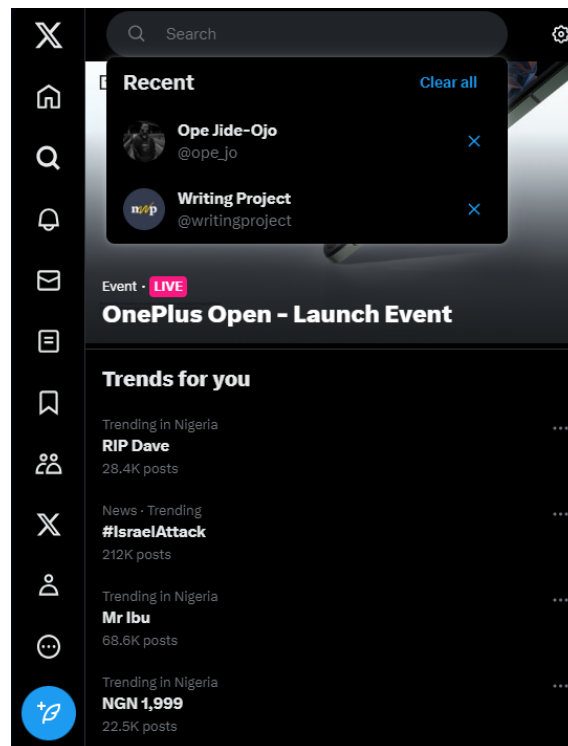 Search
Recent
Clear all
Ope Jide-Ojo
@ope_jo
nwp
Writing Project
@writingproject
Event · LIVE
OnePlus Open – Launch Event
Trends for you
Trending in Nigeria
RIP Dave
28.4K posts
News · Trending
#IsraelAttack
212K posts
Trending in Nigeria
Mr Ibu
68.6K posts
Trending in Nigeria
NGN 1,999
22.5K posts